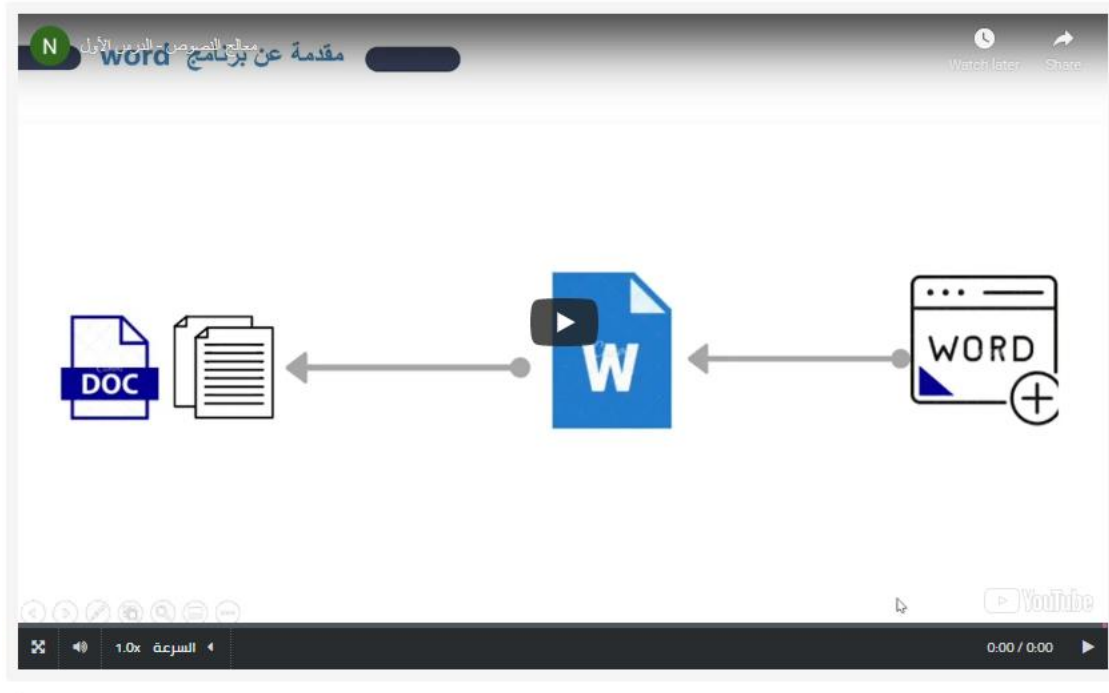 N
معالج النصوص - الدرس الأول
مقدمة عن برنامج word
Watch later
Share
WORD
W
DOC
YouTube
السرعة 1.0x
0:00 / 0:00